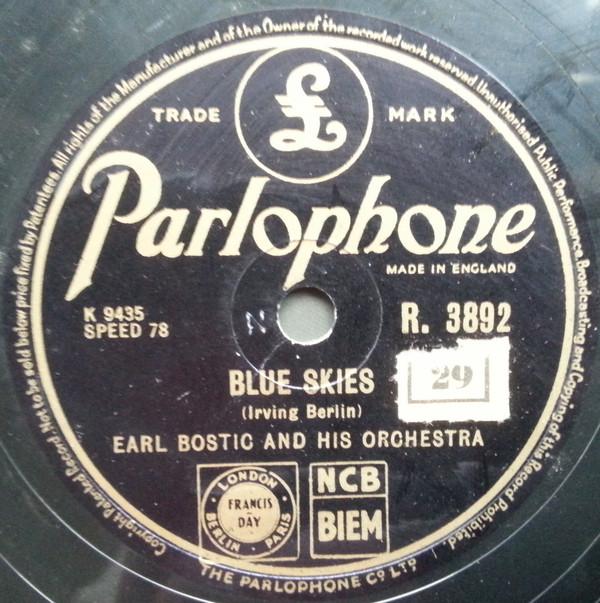 All rights of the Manufacturer and of the Owner of the recorded work reserved. Unauthorised Public Performance, Broadcasting and Copying of this Record Prohibited.
Copyright. Patented Record. Not to be sold below price fixed by Patentees.
£
TRADE MARK
Parlophone
MADE IN ENGLAND
K 9435
SPEED 78
R. 3892
BLUE SKIES
(Irving Berlin)
29
EARL BOSTIC AND HIS ORCHESTRA
LONDON
FRANCIS
DAY
BERLIN · PARIS
NCB
BIEM
THE PARLOPHONE Cº LTD